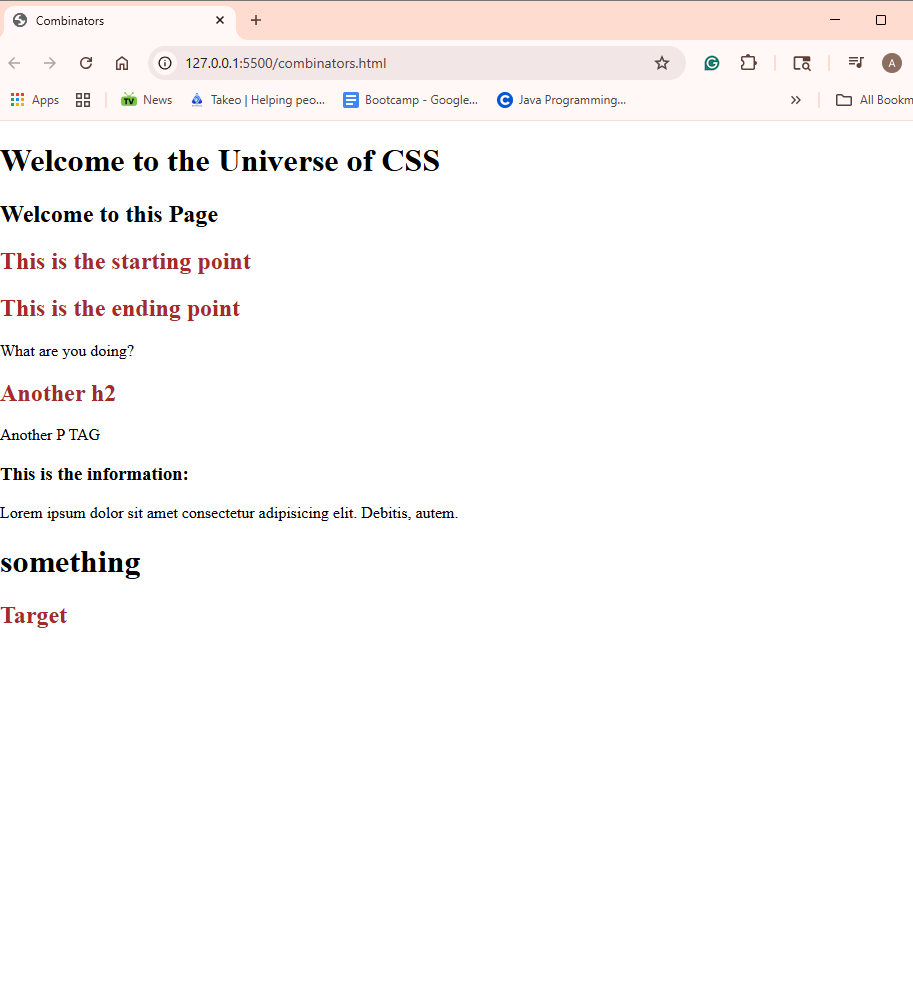 Combinators
127.0.0.1:5500/combinators.html
A
Apps
News
Takeo | Helping peo...
Bootcamp - Google...
Java Programming...
All Bookm
Welcome to the Universe of CSS
Welcome to this Page
This is the starting point
This is the ending point
What are you doing?
Another h2
Another P TAG
This is the information:
Lorem ipsum dolor sit amet consectetur adipisicing elit. Debitis, autem.
something
Target